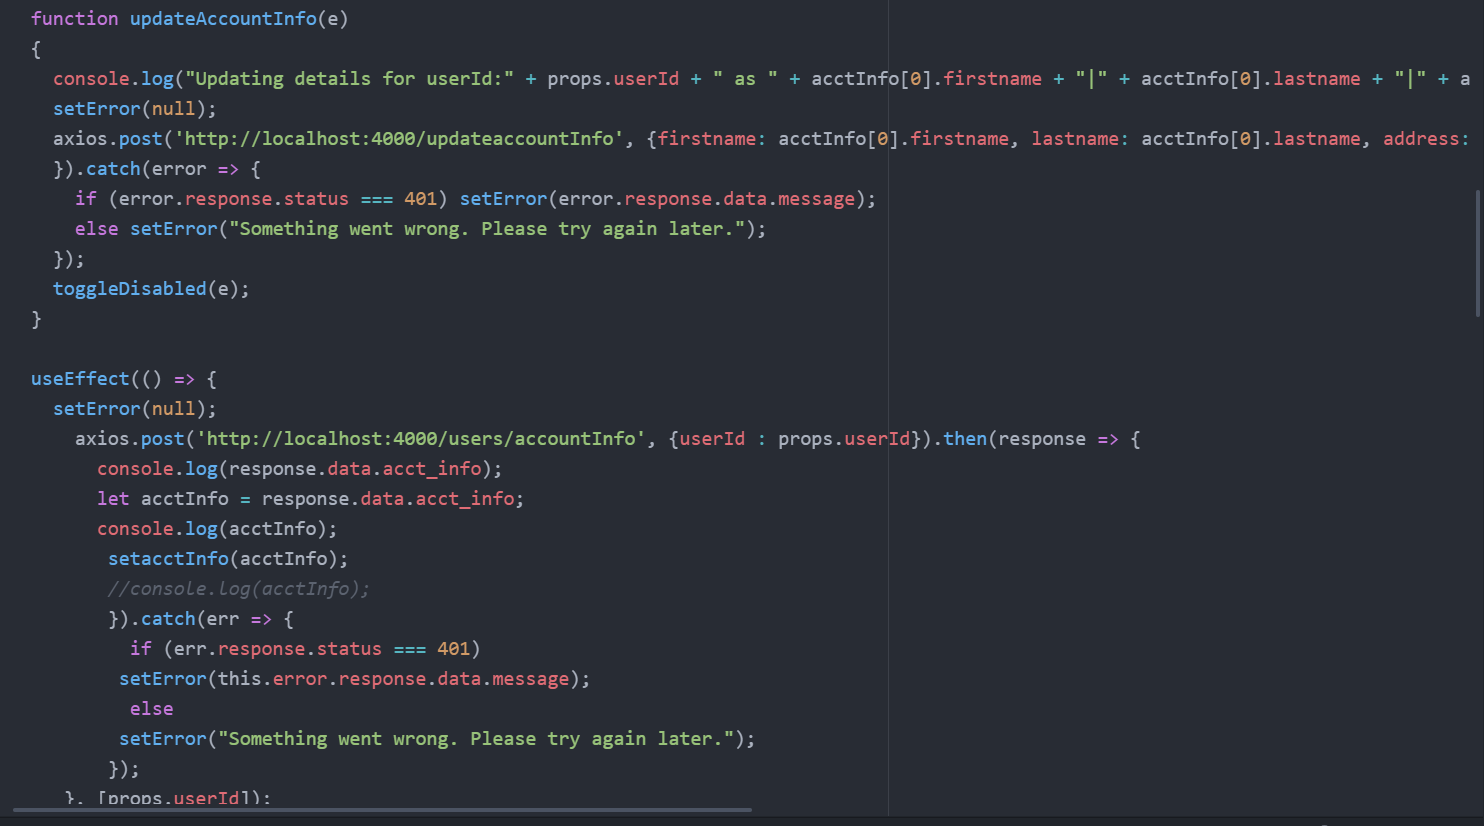 function updateAccountInfo(e)
{
console.log("Updating details for userId:" + props.userId + " as " + acctInfo[0].firstname + "|" + acctInfo[0].lastname + "|" + a
setError(null);
axios.post('http://localhost:4000/updateaccountInfo', {firstname: acctInfo[0].firstname, lastname: acctInfo[0].lastname, address:
}).catch(error => {
if (error.response.status === 401) setError(error.response.data.message);
else setError("Something went wrong. Please try again later.");
});
toggleDisabled(e);
}
useEffect(() => {
setError(null);
axios.post('http://localhost:4000/users/accountInfo', {userId : props.userId}).then(response => {
console.log(response.data.acct_info);
let acctInfo = response.data.acct_info;
console.log(acctInfo);
setacctInfo(acctInfo);
//console.log(acctInfo);
}).catch(err => {
if (err.response.status === 401)
setError(this.error.response.data.message);
else
setError("Something went wrong. Please try again later.");
});
}, [props.userId]);